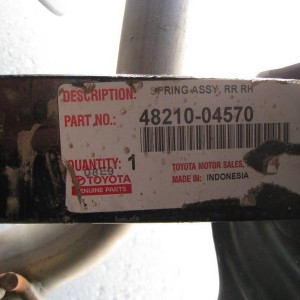 DESCRIPTION: SPRING ASSY, RR RH
PART NO.: 48210-04570
QUANTITY: 1
TOYOTA MOTOR SALES,
TOYOTA
MADE IN: INDONESIA
GENUINE PARTS